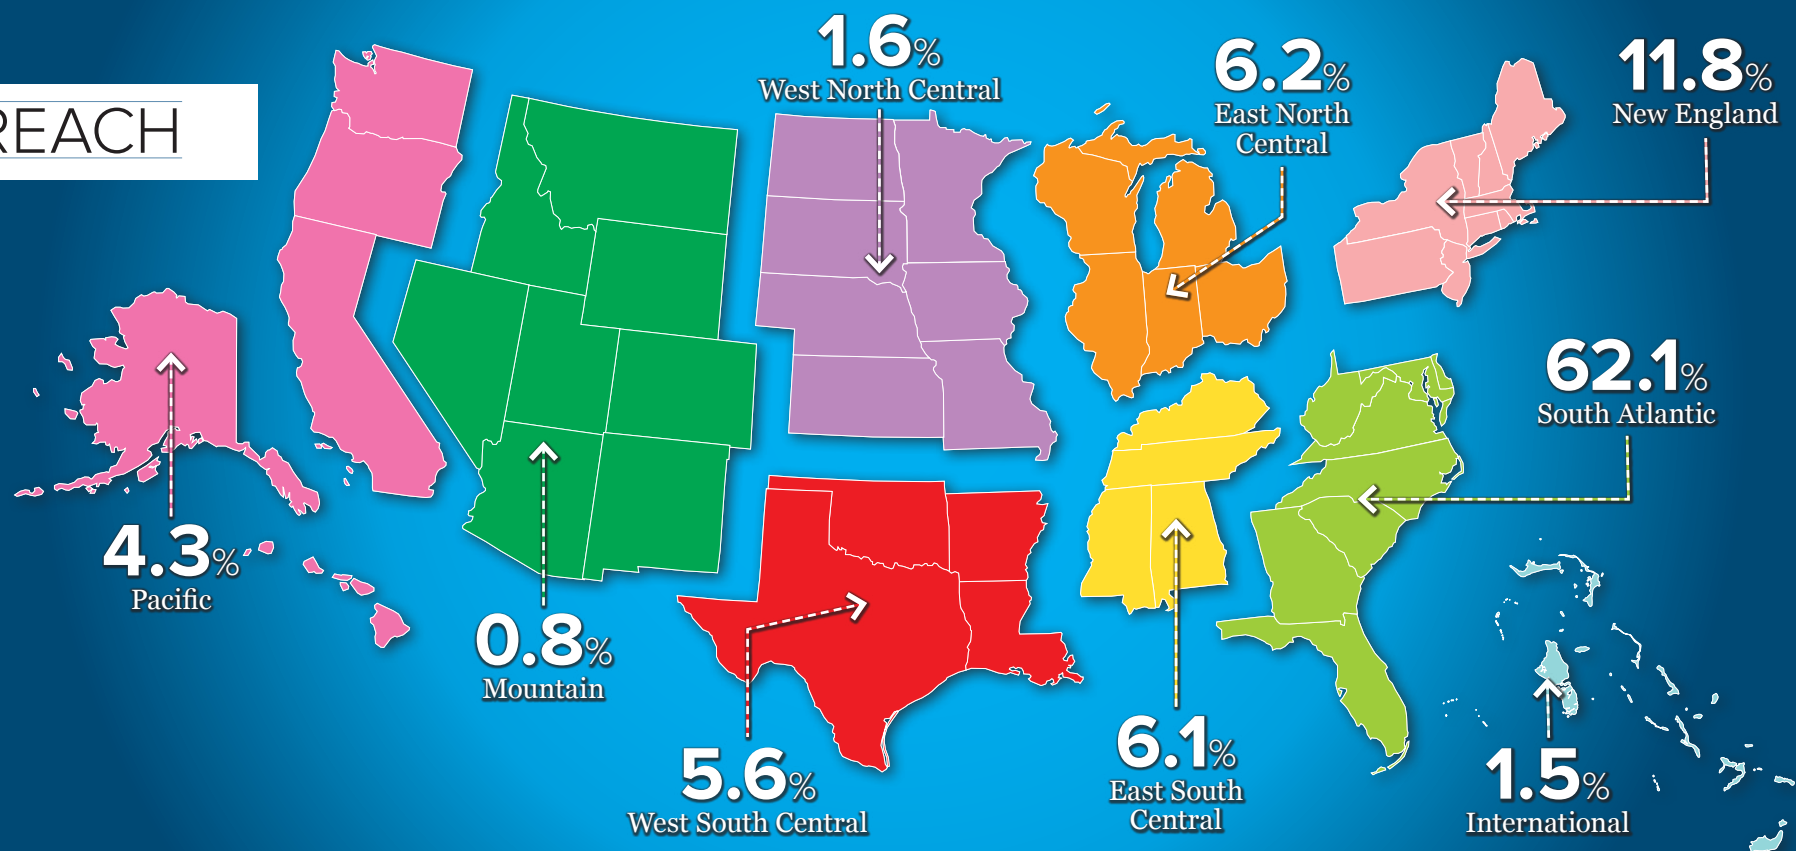 REACH
1.6%
West North Central
6.2%
East North
Central
11.8%
New England
62.1%
South Atlantic
4.3%
Pacific
0.8%
Mountain
5.6%
West South Central
6.1%
East South
Central
1.5%
International